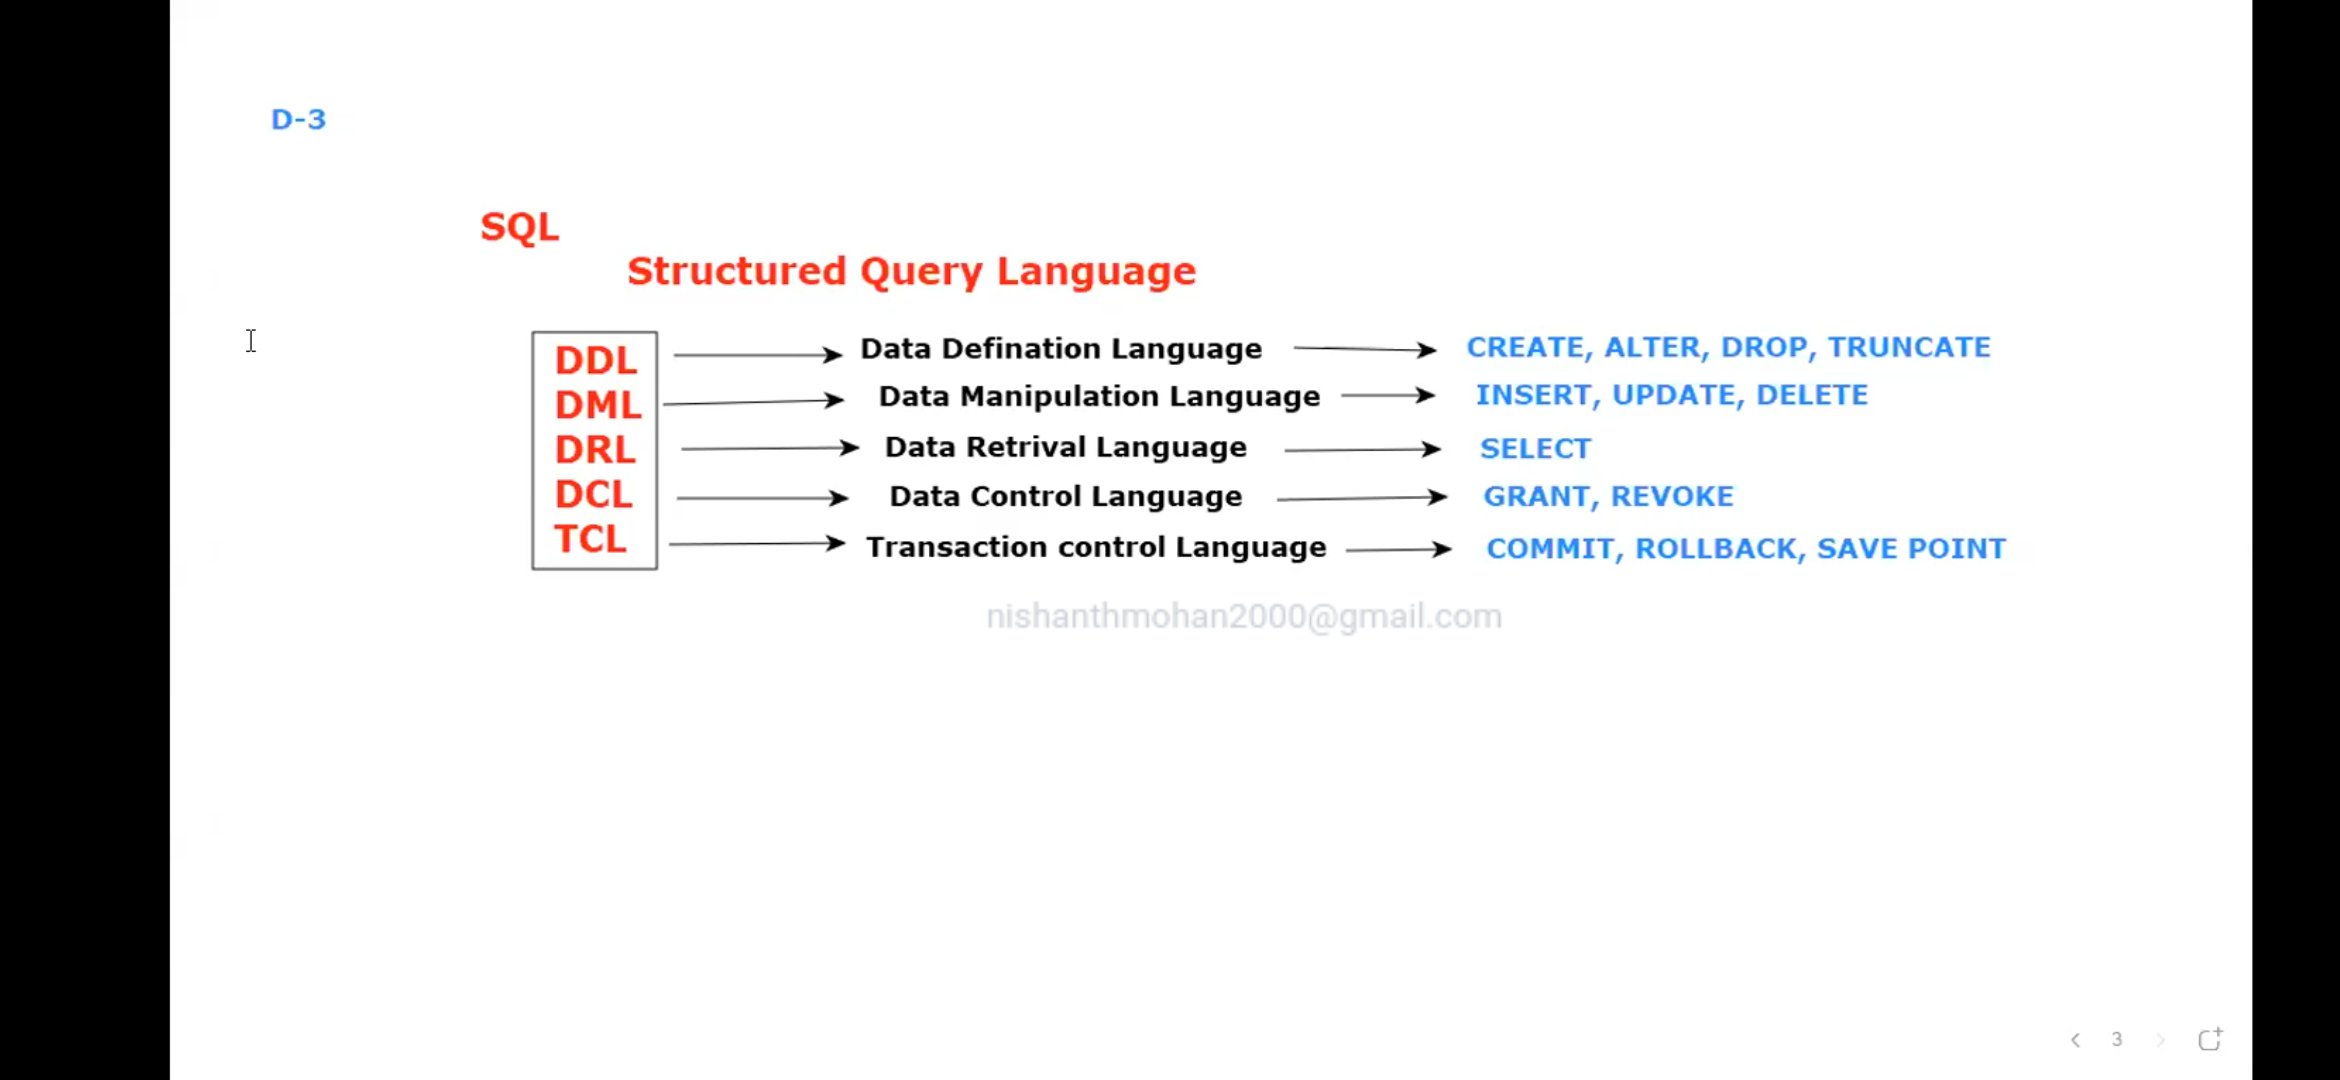 D-3
SQL
Structured Query Language
DDL Data Defination Language CREATE, ALTER, DROP, TRUNCATE
DML Data Manipulation Language INSERT, UPDATE, DELETE
DRL Data Retrival Language SELECT
DCL Data Control Language GRANT, REVOKE
TCL Transaction control Language COMMIT, ROLLBACK, SAVE POINT
nishanthmohan2000@gmail.com
3